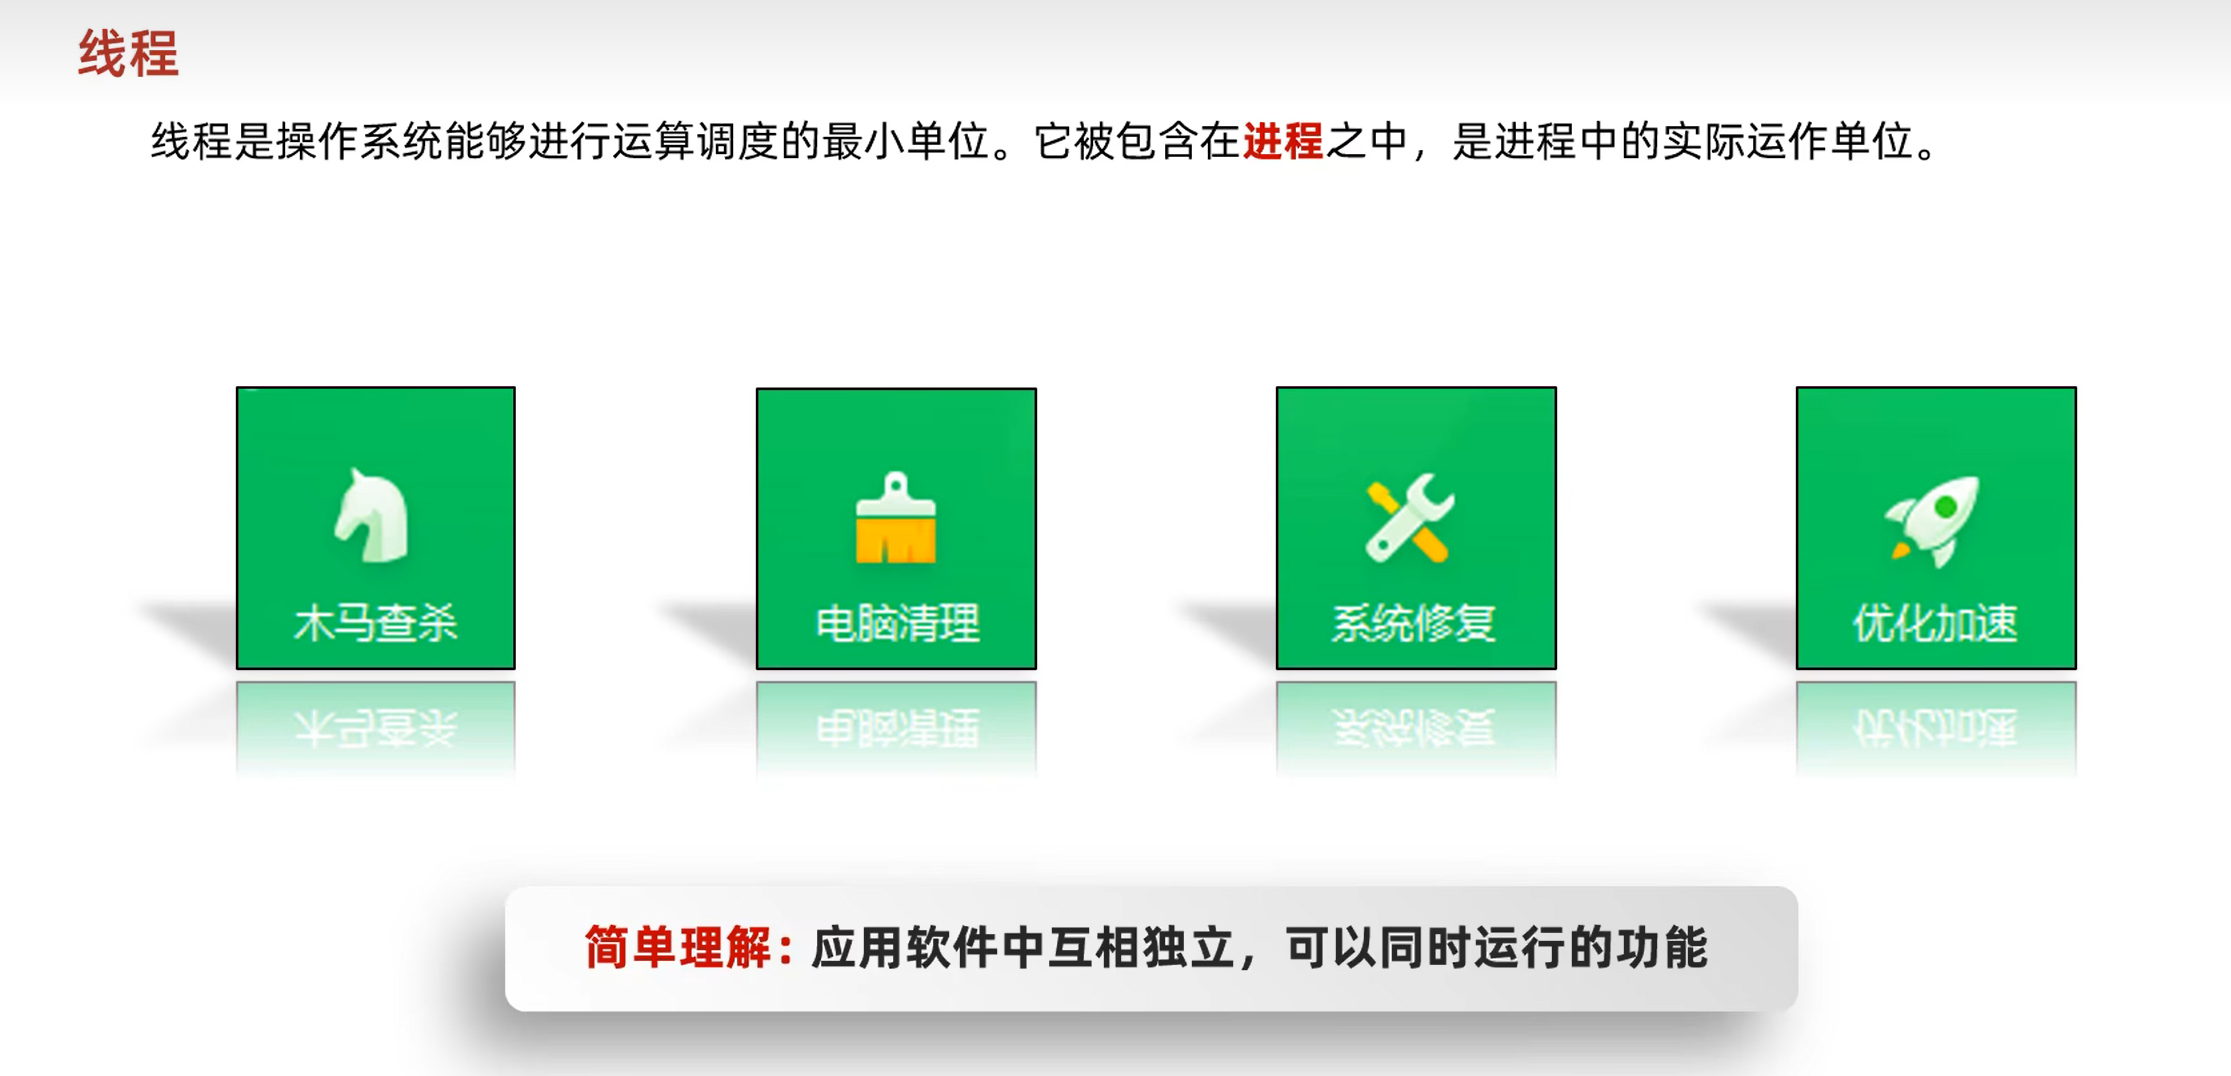 线程
线程是操作系统能够进行运算调度的最小单位。它被包含在进程之中，是进程中的实际运作单位。
木马查杀
电脑清理
系统修复
优化加速
简单理解：应用软件中互相独立，可以同时运行的功能